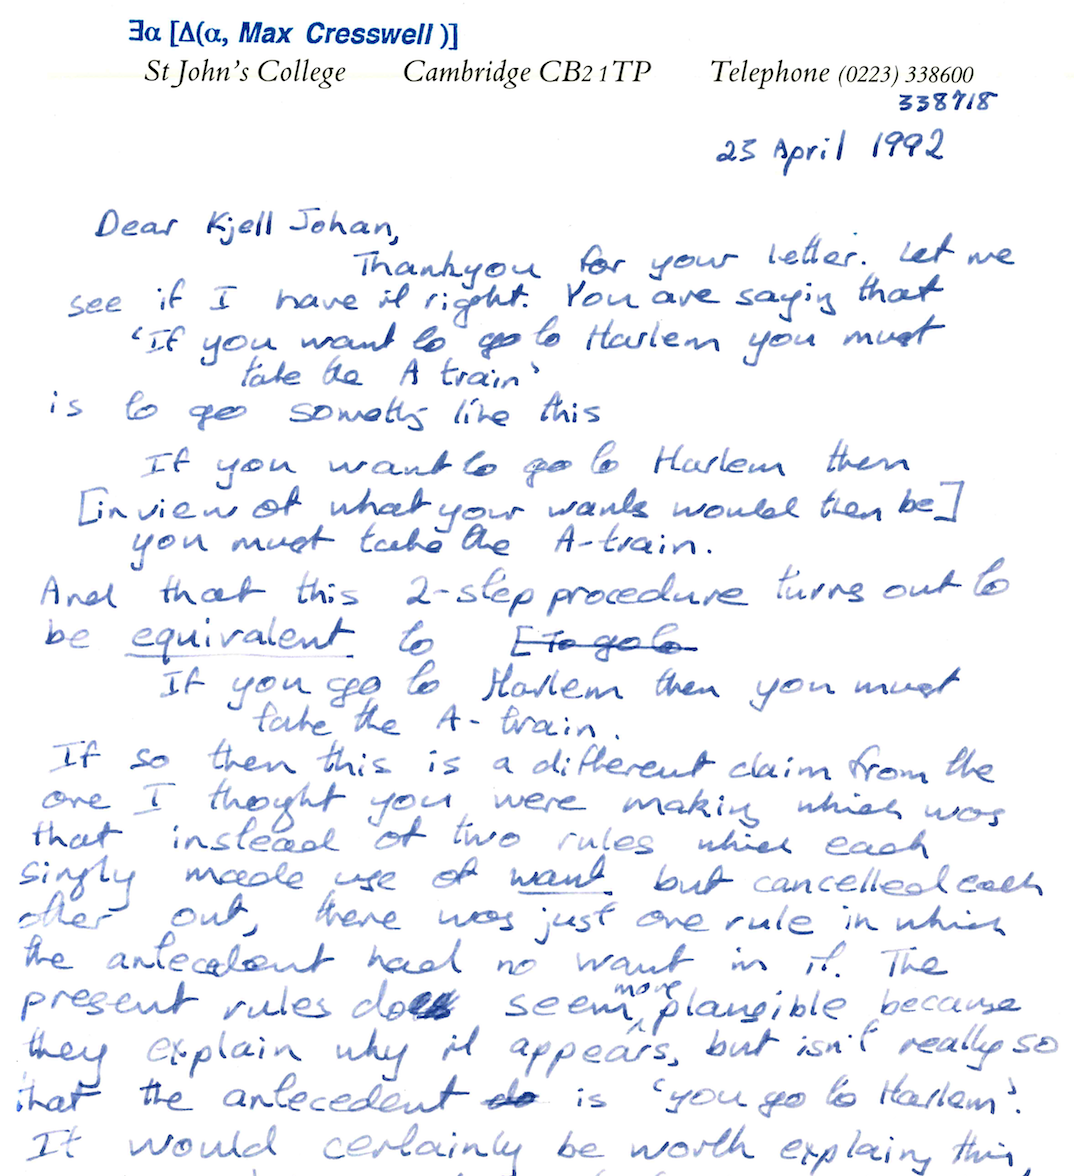 ∃α [Δ(α, Max Cresswell )]
St John's College Cambridge CB2 1TP Telephone (0223) 338600
338718
23 April 1992
Dear Kjell Johan,
Thankyou for your letter. Let me
see if I have it right. You are saying that
'If you want to go to Harlem you must
take the A train'
is to go something like this
If you want to go to Harlem then
[in view of what your wants would then be]
you must take the A-train.
And that this 2-step procedure turns out to
be equivalent to [To go to
If you go to Harlem then you must
take the A-train.
If so then this is a different claim from the
one I thoght you were making which was
that instead of two rules which each
singly made use of want but cancelled each
other out, there was just one rule in which
the antecedent had no want in it. The
present rules do seem more plausible because
they explain why it appears, but isn't really so
that the antecedent do is 'you go to Harlem'.
It would certainly be worth explaing this,